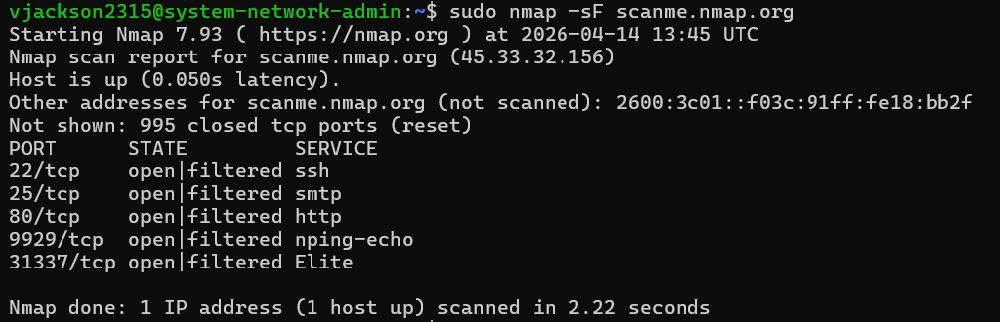 vjackson2315@system-network-admin:~$ sudo nmap -sF scanme.nmap.org
Starting Nmap 7.93 ( https://nmap.org ) at 2026-04-14 13:45 UTC
Nmap scan report for scanme.nmap.org (45.33.32.156)
Host is up (0.050s latency).
Other addresses for scanme.nmap.org (not scanned): 2600:3c01::f03c:91ff:fe18:bb2f
Not shown: 995 closed tcp ports (reset)
PORT      STATE         SERVICE
22/tcp    open|filtered ssh
25/tcp    open|filtered smtp
80/tcp    open|filtered http
9929/tcp  open|filtered nping-echo
31337/tcp open|filtered Elite
Nmap done: 1 IP address (1 host up) scanned in 2.22 seconds